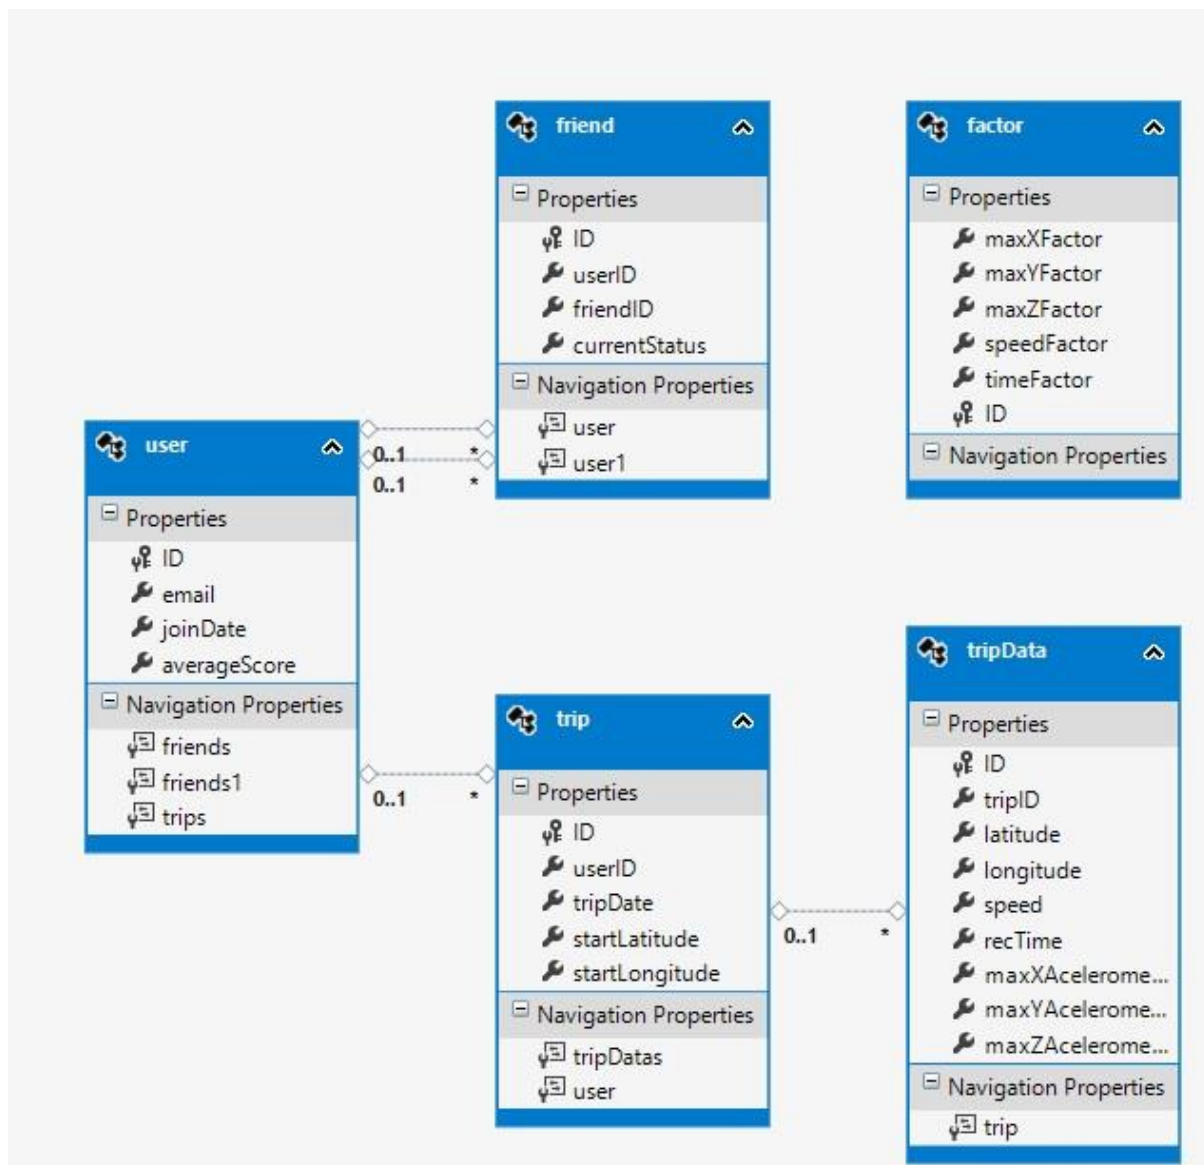 friend
Properties
ID
userID
friendID
currentStatus
Navigation Properties
user
user1
factor
Properties
maxXFactor
maxYFactor
maxZFactor
speedFactor
timeFactor
ID
Navigation Properties
user
Properties
ID
email
joinDate
averageScore
Navigation Properties
friends
friends1
trips
0..1 *
0..1 *
0..1 *
trip
Properties
ID
userID
tripDate
startLatitude
startLongitude
Navigation Properties
tripDatas
user
0..1 *
tripData
Properties
ID
tripID
latitude
longitude
speed
recTime
maxXAcelerome...
maxYAcelerome...
maxZAcelerome...
Navigation Properties
trip